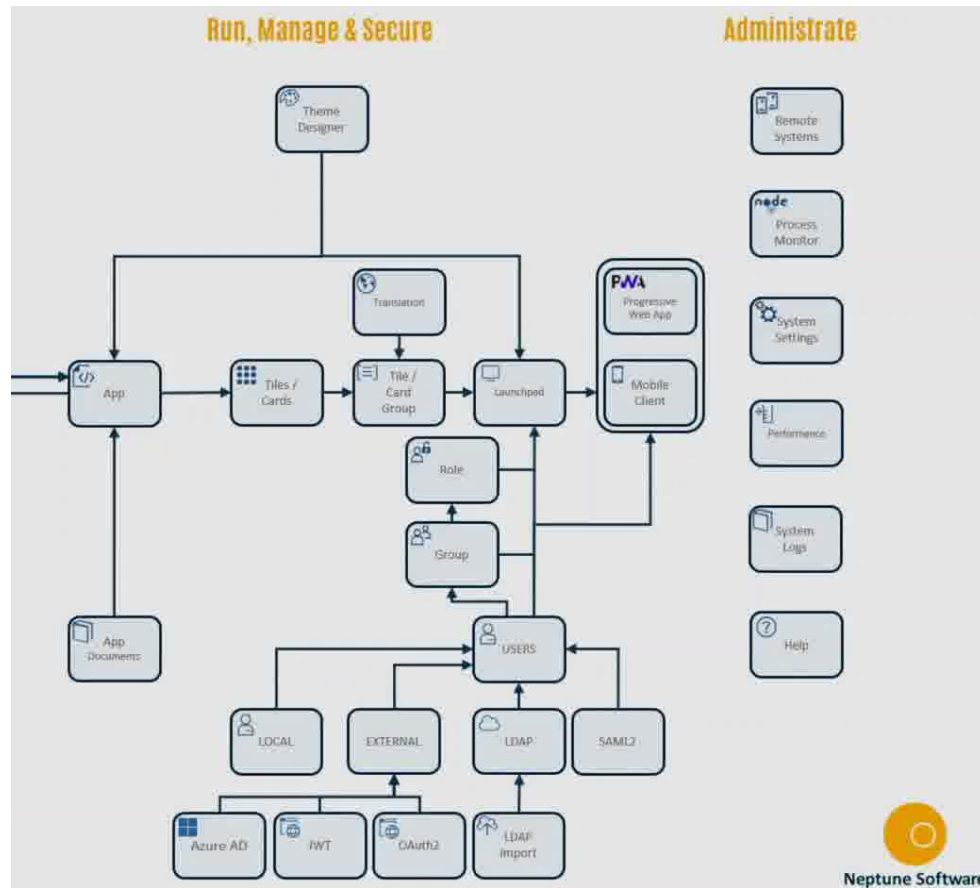 Run, Manage & Secure
Administrate
Theme
Designer
Remote
Systems
node
Process
Monitor
Translation
PWA
Progressive
Web App
System
Settings
App
Tiles /
Cards
Tile /
Card
Group
Launchpad
Mobile
Client
Performance
Role
Group
System
Logs
App
Documents
USERS
Help
LOCAL
EXTERNAL
LDAP
SAML2
Azure AD
JWT
OAuth2
LDAP
Import
Neptune Software